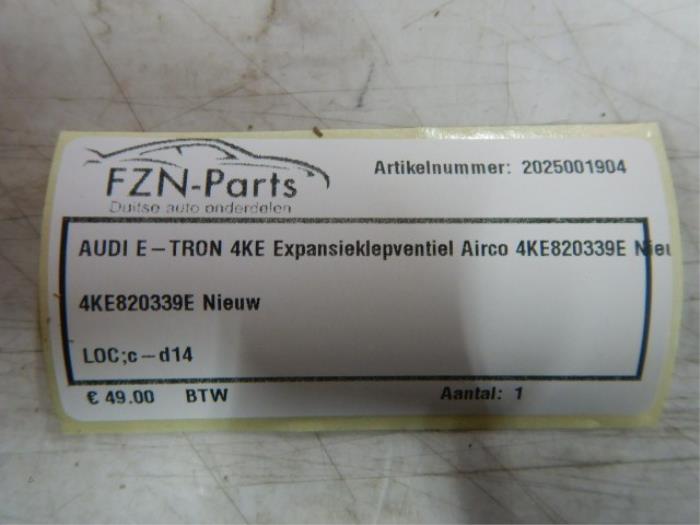 FZN-Parts
Duitse auto onderdelen
Artikelnummer: 2025001904
AUDI E-TRON 4KE Expansieklepventiel Airco 4KE820339E Nieu
4KE820339E Nieuw
LOC;c-d14
€ 49.00 BTW Aantal: 1